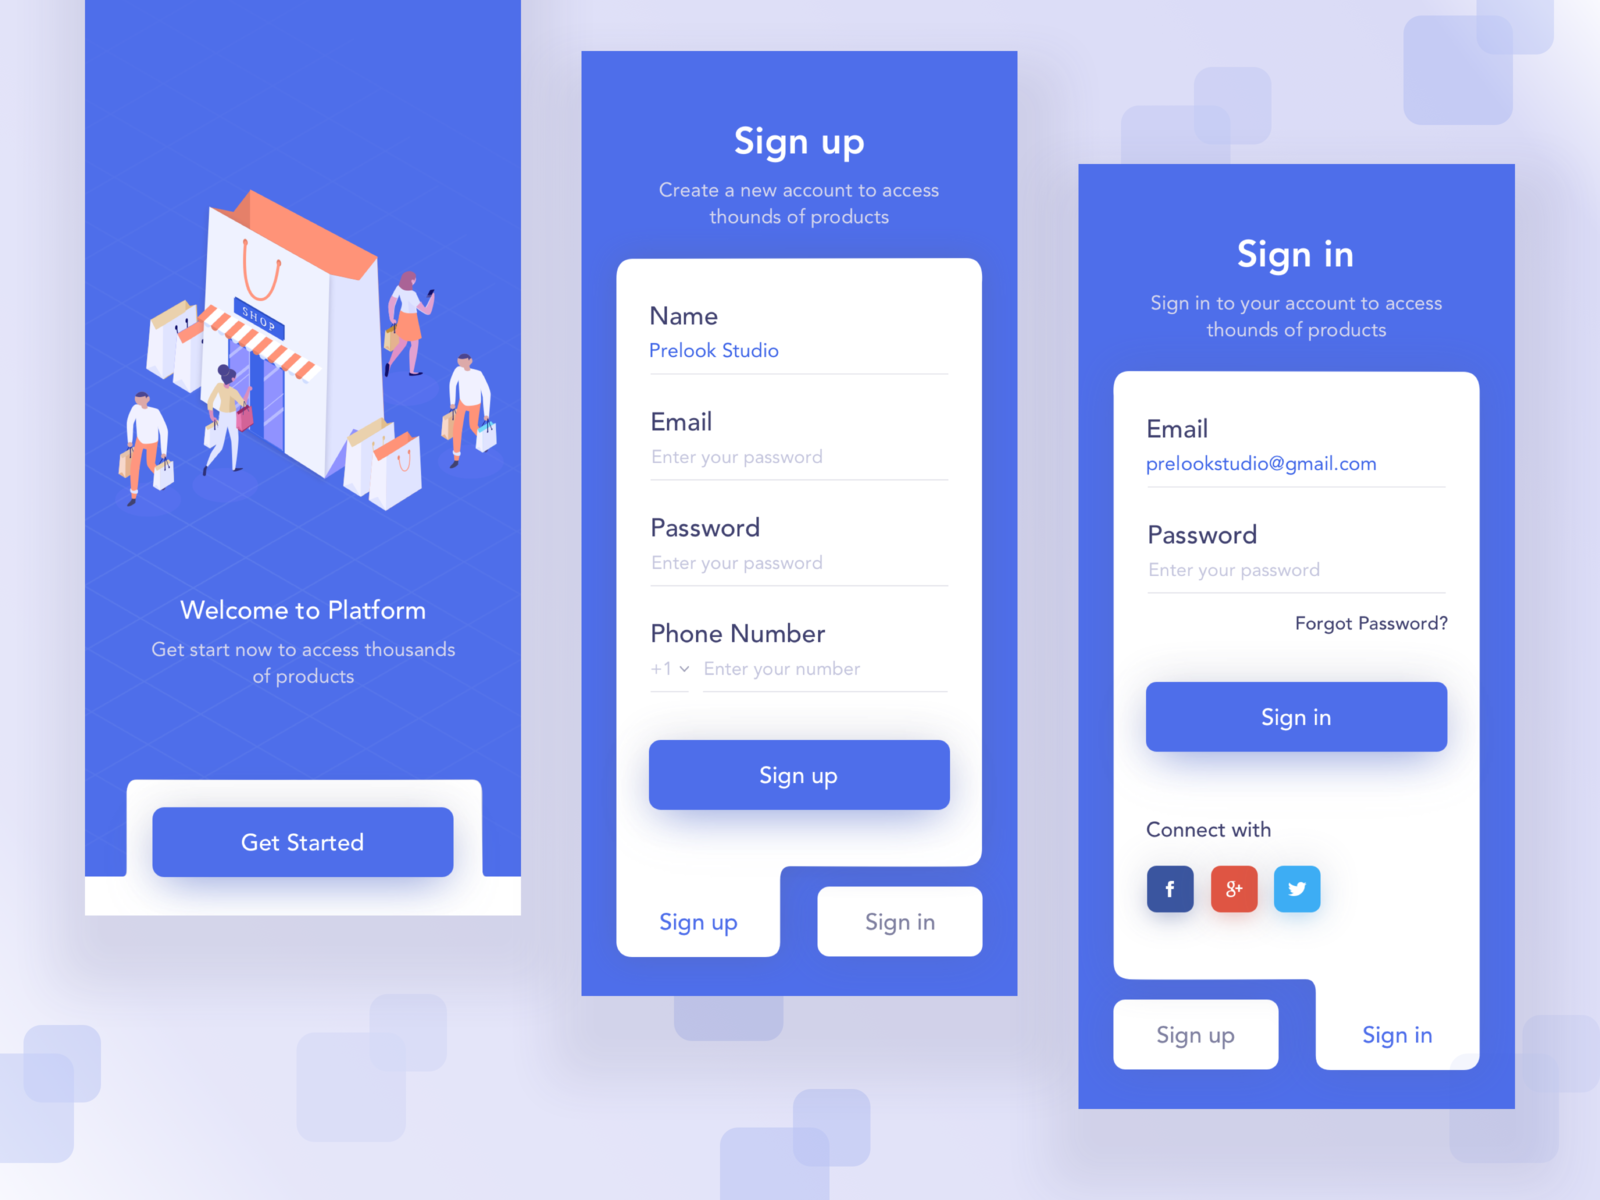 SHOP
Welcome to Platform
Get start now to access thousands
of products
Get Started
Sign up
Create a new account to access
thounds of products
Name
Prelook Studio
Email
Enter your password
Password
Enter your password
Phone Number
+1 Enter your number
Sign up
Sign up
Sign in
Sign in
Sign in to your account to access
thounds of products
Email
prelookstudio@gmail.com
Password
Enter your password
Forgot Password?
Sign in
Connect with
f
g+
Sign up
Sign in